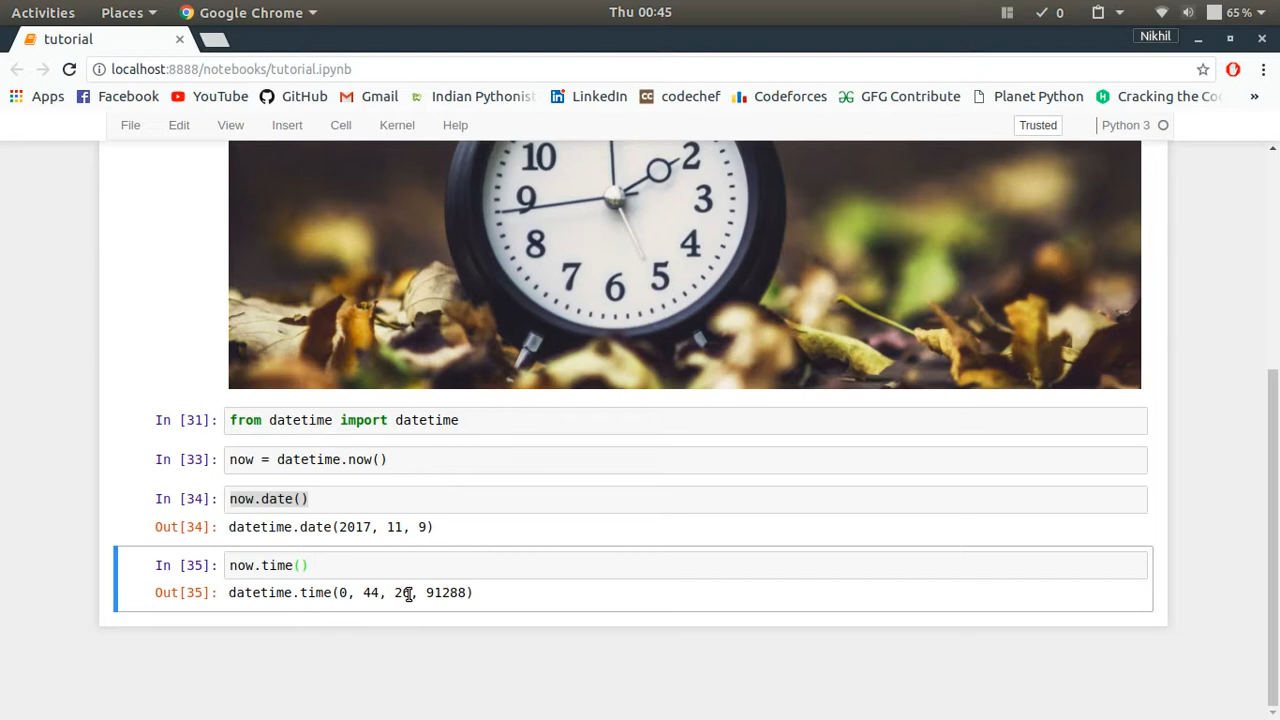 Activities Places Google Chrome Thu 00:45 0 65 %
tutorial Nikhil
localhost:8888/notebooks/tutorial.ipynb
Apps Facebook YouTube GitHub Gmail Indian Pythonist LinkedIn codechef Codeforces GFG Contribute Planet Python Cracking the Co »
File Edit View Insert Cell Kernel Help Trusted Python 3
10 2
9 3
8 4
7 6 5
In [31]: from datetime import datetime
In [33]: now = datetime.now()
In [34]: now.date()
Out[34]: datetime.date(2017, 11, 9)
In [35]: now.time()
Out[35]: datetime.time(0, 44, 26, 91288)